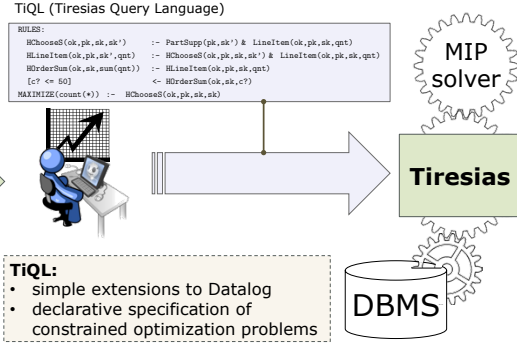 TiQL (Tiresias Query Language)
RULES:
HChooseS(ok,pk,sk,sk') :- PartSupp(pk,sk') & LineItem(ok,pk,sk,qnt)
HLineItem(ok,pk,sk',qnt) :- HChooseS(ok,pk,sk,sk') & LineItem(ok,pk,sk,qnt)
HOrderSum(ok,sk,sum(qnt)) :- HLineItem(ok,pk,sk,qnt)
[c? <= 50] <- HOrderSum(ok,sk,c?)
MAXIMIZE(count(*)) :- HChooseS(ok,pk,sk,sk)
MIP
solver
Tiresias
TiQL:
• simple extensions to Datalog
• declarative specification of
constrained optimization problems
DBMS